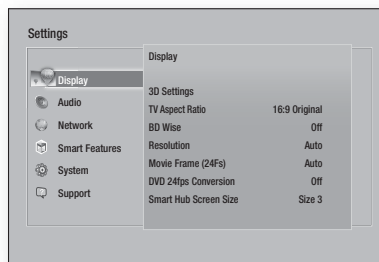 Settings
Display
Audio
Network
Smart Features
System
Support
Display
3D Settings
TV Aspect Ratio 16:9 Original
BD Wise Off
Resolution Auto
Movie Frame (24Fs) Auto
DVD 24fps Conversion Off
Smart Hub Screen Size Size 3